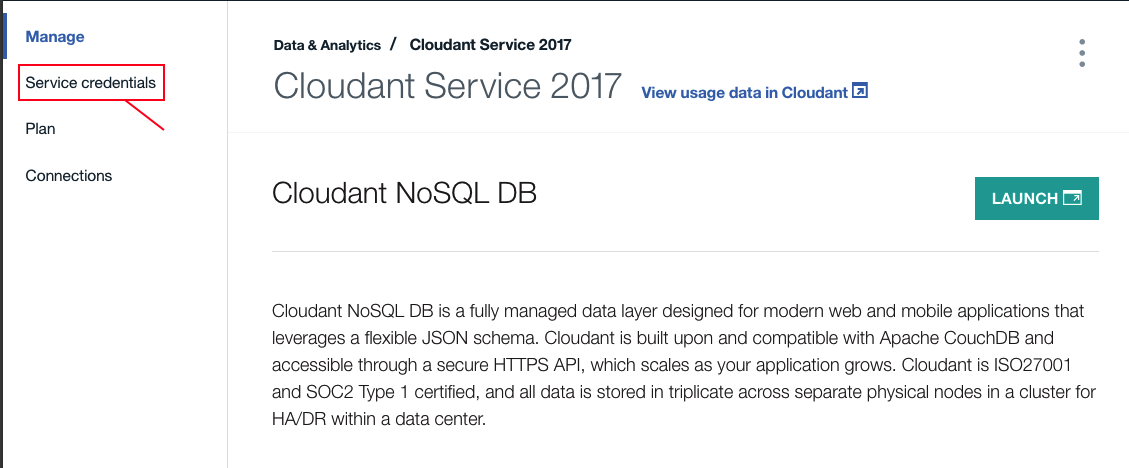 Manage
Service credentials
Plan
Connections
Data & Analytics / Cloudant Service 2017
Cloudant Service 2017 View usage data in Cloudant
Cloudant NoSQL DB
LAUNCH
Cloudant NoSQL DB is a fully managed data layer designed for modern web and mobile applications that
leverages a flexible JSON schema. Cloudant is built upon and compatible with Apache CouchDB and
accessible through a secure HTTPS API, which scales as your application grows. Cloudant is ISO27001
and SOC2 Type 1 certified, and all data is stored in triplicate across separate physical nodes in a cluster for
HA/DR within a data center.